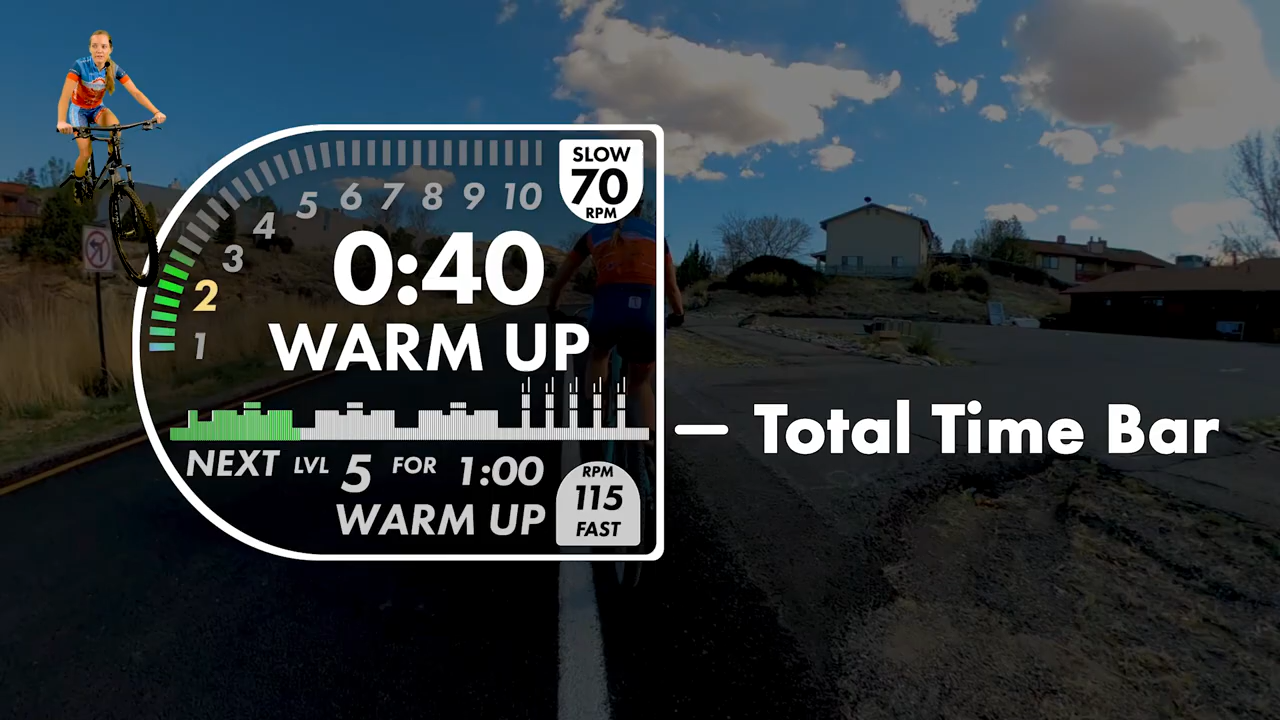 SLOW
70
RPM
1 2 3 4 5 6 7 8 9 10
0:40
WARM UP
Total Time Bar
NEXT LVL 5 FOR 1:00
WARM UP
RPM
115
FAST